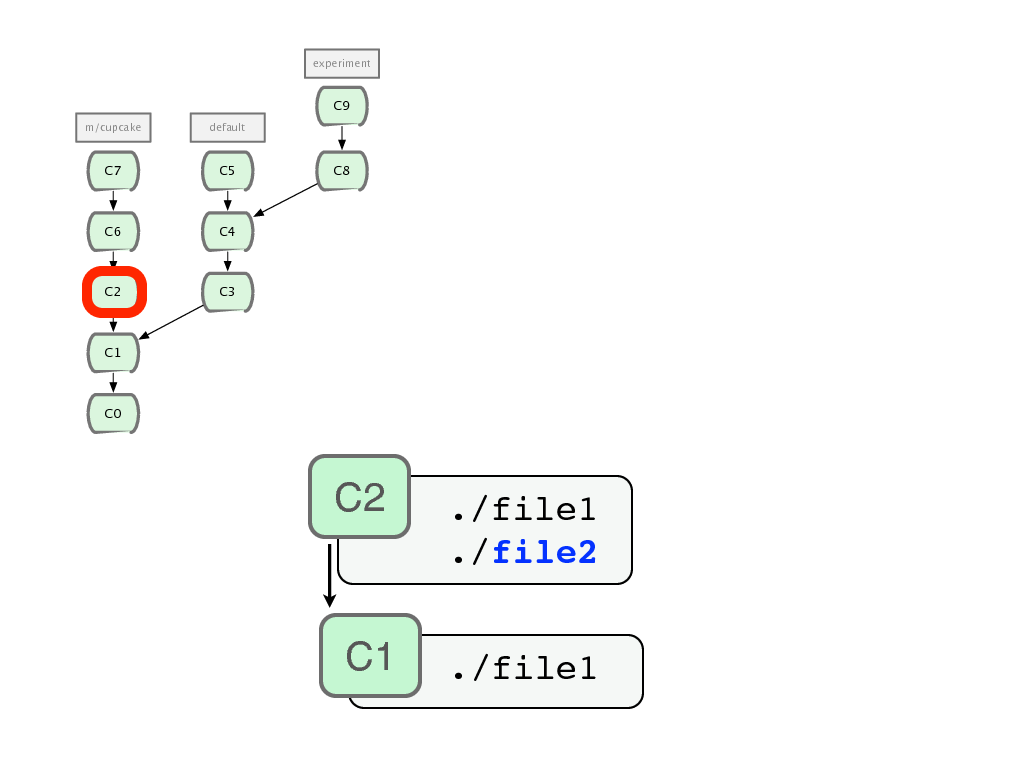 experiment
C9
m/cupcake
default
C7
C5
C8
C6
C4
C2
C3
C1
C0
C2
./file1
./file2
C1
./file1